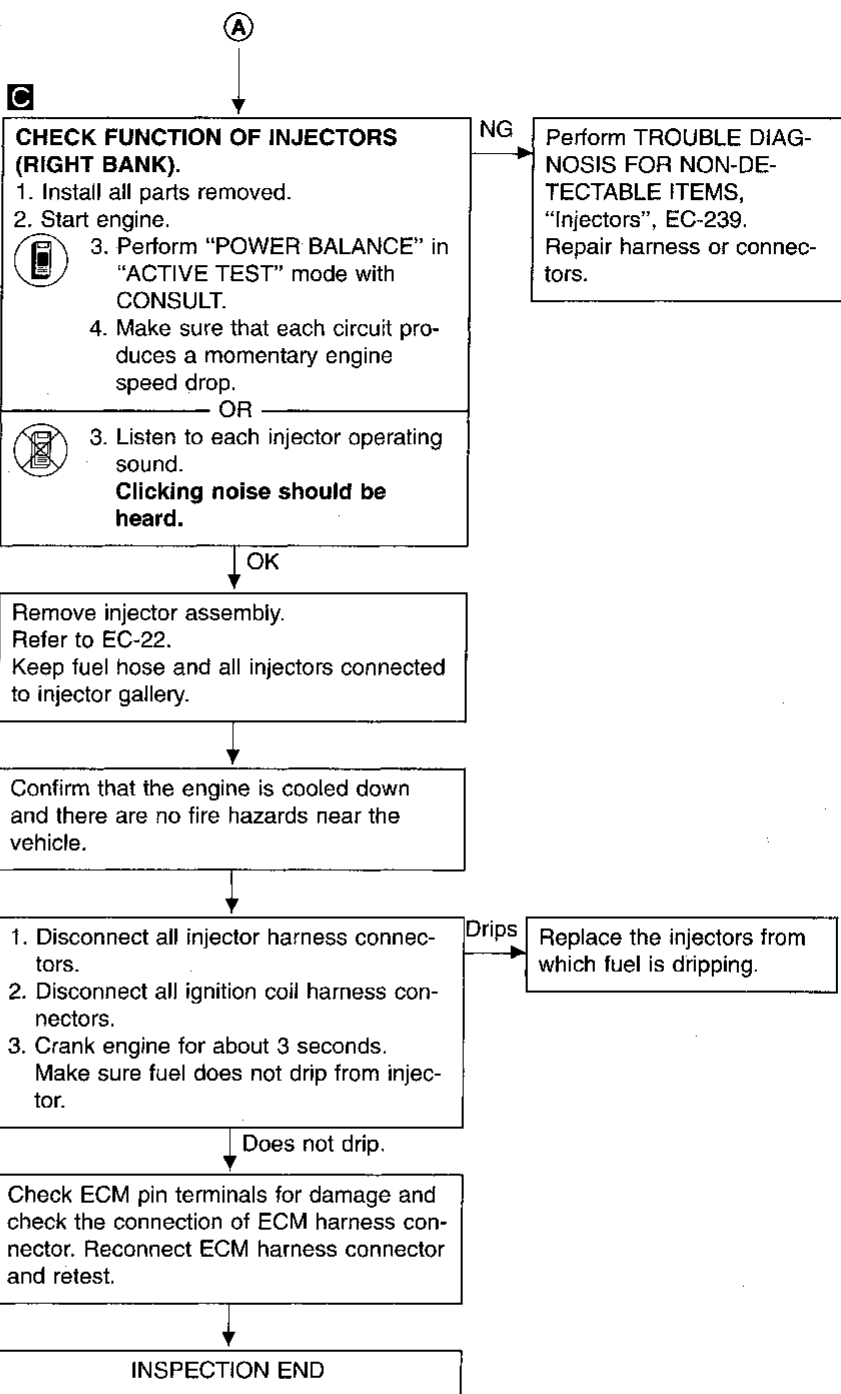 A
C
CHECK FUNCTION OF INJECTORS
(RIGHT BANK).
1. Install all parts removed.
2. Start engine.
3. Perform “POWER BALANCE” in
“ACTIVE TEST” mode with
CONSULT.
4. Make sure that each circuit pro-
duces a momentary engine
speed drop.
OR
3. Listen to each injector operating
sound.
Clicking noise should be
heard.
NG
Perform TROUBLE DIAG-
NOSIS FOR NON-DE-
TECTABLE ITEMS,
“Injectors”, EC-239.
Repair harness or connec-
tors.
OK
Remove injector assembly.
Refer to EC-22.
Keep fuel hose and all injectors connected
to injector gallery.
Confirm that the engine is cooled down
and there are no fire hazards near the
vehicle.
1. Disconnect all injector harness connec-
tors.
2. Disconnect all ignition coil harness con-
nectors.
3. Crank engine for about 3 seconds.
Make sure fuel does not drip from injec-
tor.
Drips
Replace the injectors from
which fuel is dripping.
Does not drip.
Check ECM pin terminals for damage and
check the connection of ECM harness con-
nector. Reconnect ECM harness connector
and retest.
INSPECTION END